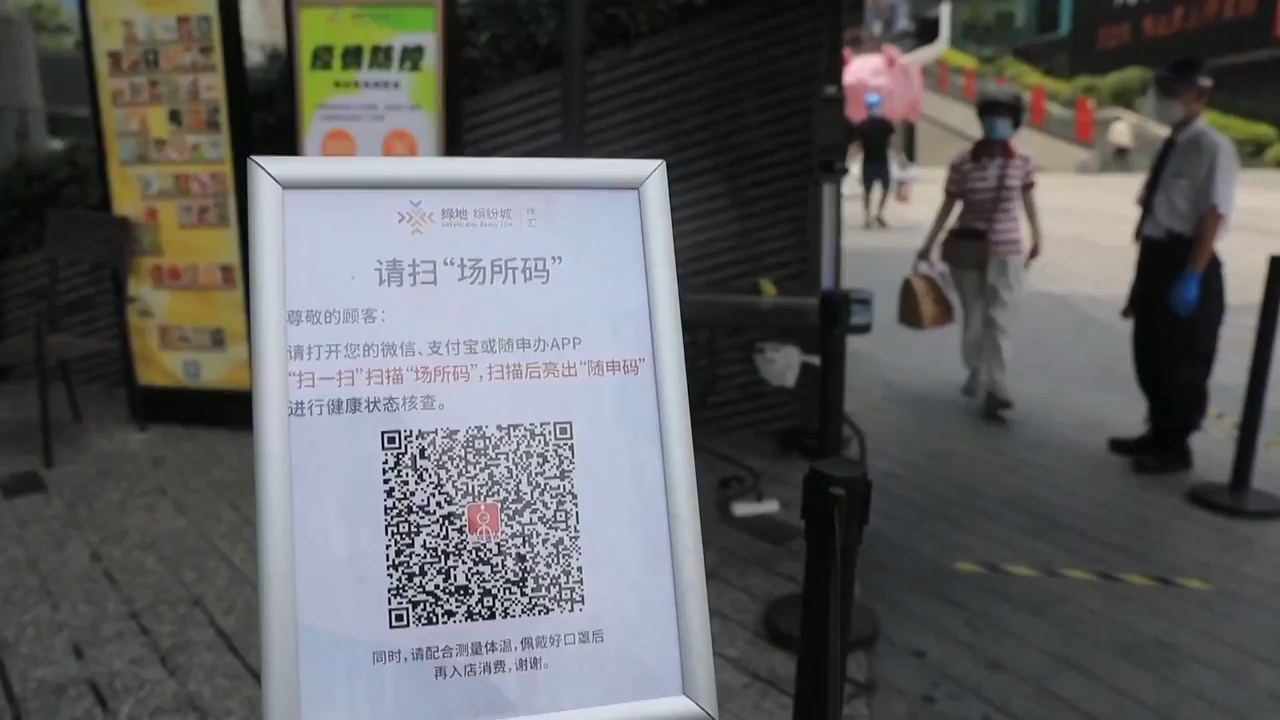 疫情防控
绿地 缤纷城
徐汇
请扫“场所码”
尊敬的顾客:
请打开您的微信、支付宝或随申办APP
“扫一扫”扫描“场所码”,扫描后亮出“随申码”
进行健康状态核查。
同时,请配合测量体温,佩戴好口罩后
再入店消费,谢谢。